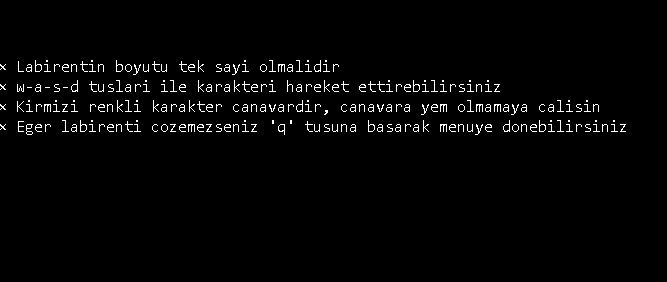 × Labirentin boyutu tek sayi olmalidir
× w-a-s-d tuslari ile karakteri hareket ettirebilirsiniz
× Kirmizi renkli karakter canavardir, canavara yem olmamaya calisin
× Eger labirenti cozemezseniz 'q' tusuna basarak menuye donebilirsiniz